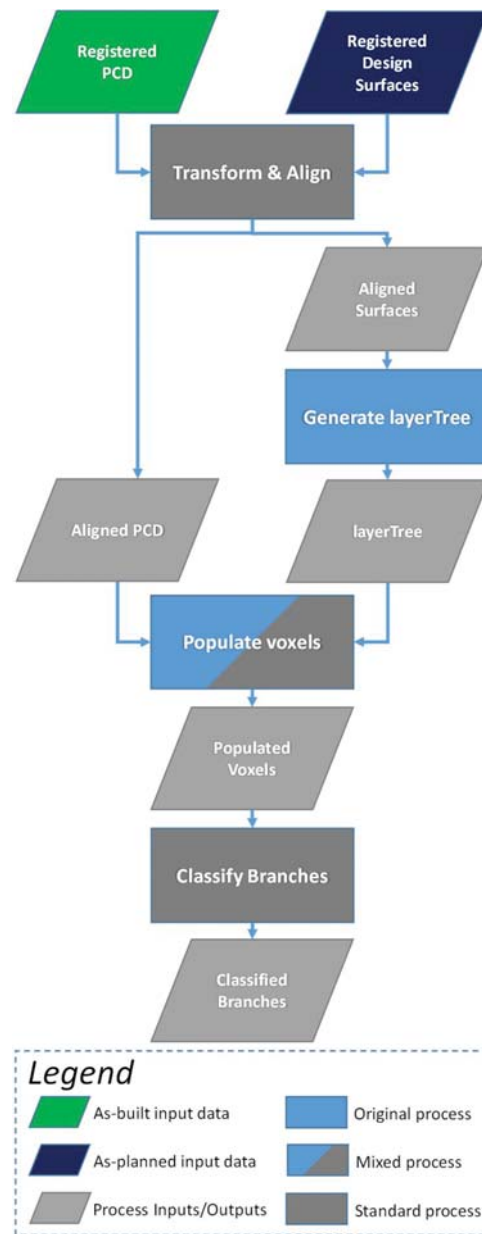 Registered
PCD
Registered
Design
Surfaces
Transform & Align
Aligned
Surfaces
Generate layerTree
Aligned PCD
layerTree
Populate voxels
Populated
Voxels
Classify Branches
Classified
Branches
Legend
As-built input data
Original process
As-planned input data
Mixed process
Process Inputs/Outputs
Standard process